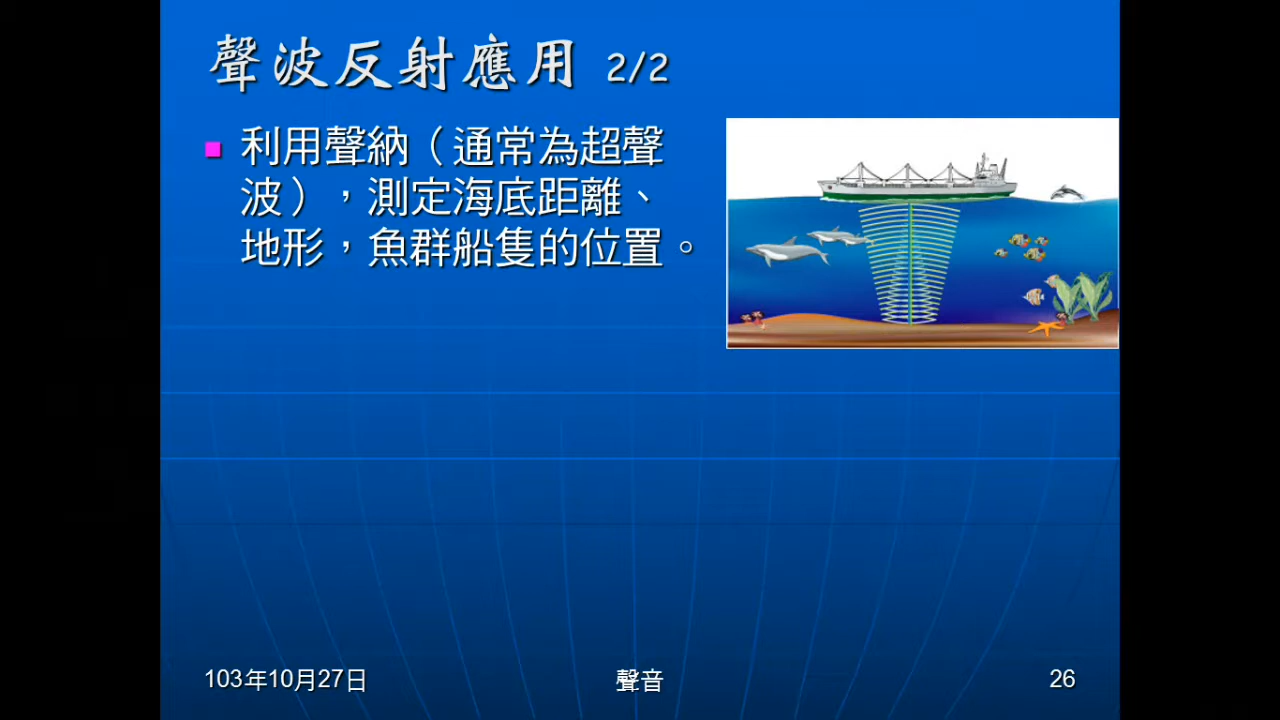 聲波反射應用 2/2
利用聲納（通常為超聲
波），測定海底距離、
地形，魚群船隻的位置。
103年10月27日
聲音
26